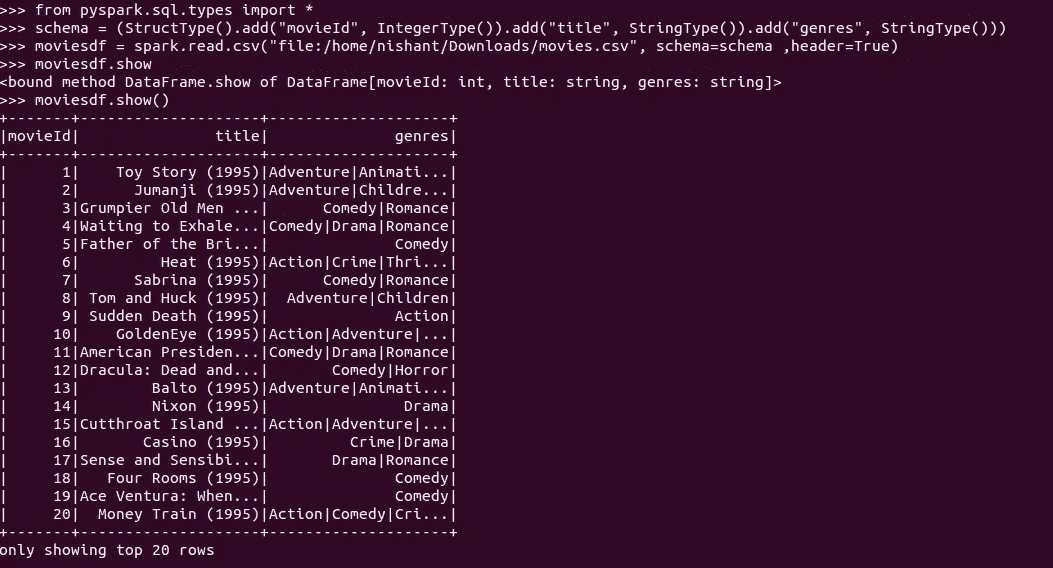 >>> from pyspark.sql.types import *
>>> schema = (StructType().add("movieId", IntegerType()).add("title", StringType()).add("genres", StringType()))
>>> moviesdf = spark.read.csv("file:/home/nishant/Downloads/movies.csv", schema=schema ,header=True)
>>> moviesdf.show
<bound method DataFrame.show of DataFrame[movieId: int, title: string, genres: string]>
>>> moviesdf.show()
+-------+--------------------+--------------------+
|movieId|               title|              genres|
+-------+--------------------+--------------------+
|      1|    Toy Story (1995)|Adventure|Animati...|
|      2|      Jumanji (1995)|Adventure|Childre...|
|      3|Grumpier Old Men ...|      Comedy|Romance|
|      4|Waiting to Exhale...|Comedy|Drama|Romance|
|      5|Father of the Bri...|              Comedy|
|      6|         Heat (1995)|Action|Crime|Thri...|
|      7|      Sabrina (1995)|      Comedy|Romance|
|      8| Tom and Huck (1995)|  Adventure|Children|
|      9| Sudden Death (1995)|              Action|
|     10|    GoldenEye (1995)|Action|Adventure|...|
|     11|American Presiden...|Comedy|Drama|Romance|
|     12|Dracula: Dead and...|       Comedy|Horror|
|     13|        Balto (1995)|Adventure|Animati...|
|     14|        Nixon (1995)|               Drama|
|     15|Cutthroat Island ...|Action|Adventure|...|
|     16|       Casino (1995)|         Crime|Drama|
|     17|Sense and Sensibi...|       Drama|Romance|
|     18|   Four Rooms (1995)|              Comedy|
|     19|Ace Ventura: When...|              Comedy|
|     20|  Money Train (1995)|Action|Comedy|Cri...|
+-------+--------------------+--------------------+
only showing top 20 rows